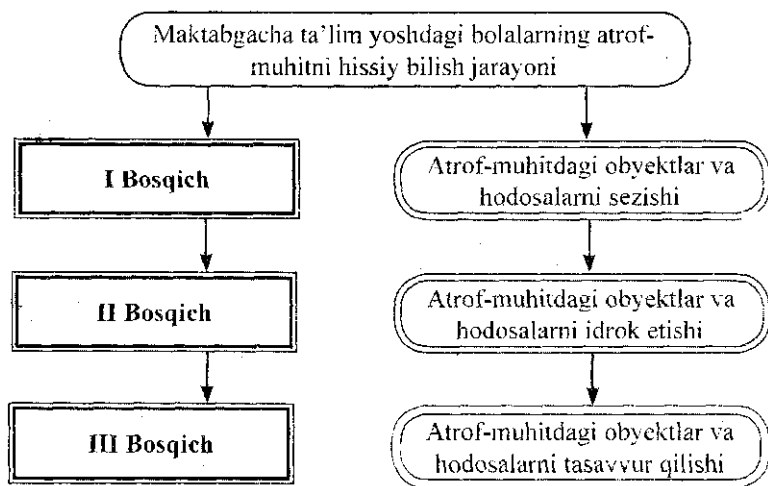 Maktabgacha ta’lim yoshdagi bolalarning atrof-
muhitni hissiy bilish jarayoni
I Bosqich
Atrof-muhitdagi obyektlar va
hodosalarni sezishi
II Bosqich
Atrof-muhitdagi obyektlar va
hodosalarni idrok etishi
III Bosqich
Atrof-muhitdagi obyektlar va
hodosalarni tasavvur qilishi